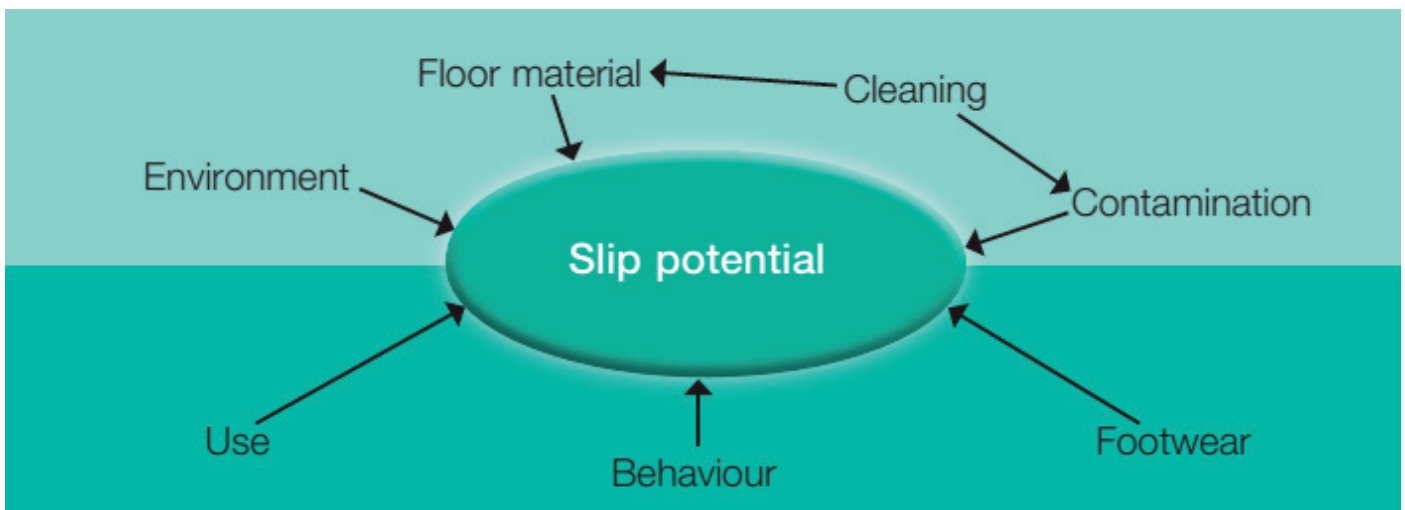 Floor material
Cleaning
Environment
Contamination
Slip potential
Use
Behaviour
Footwear